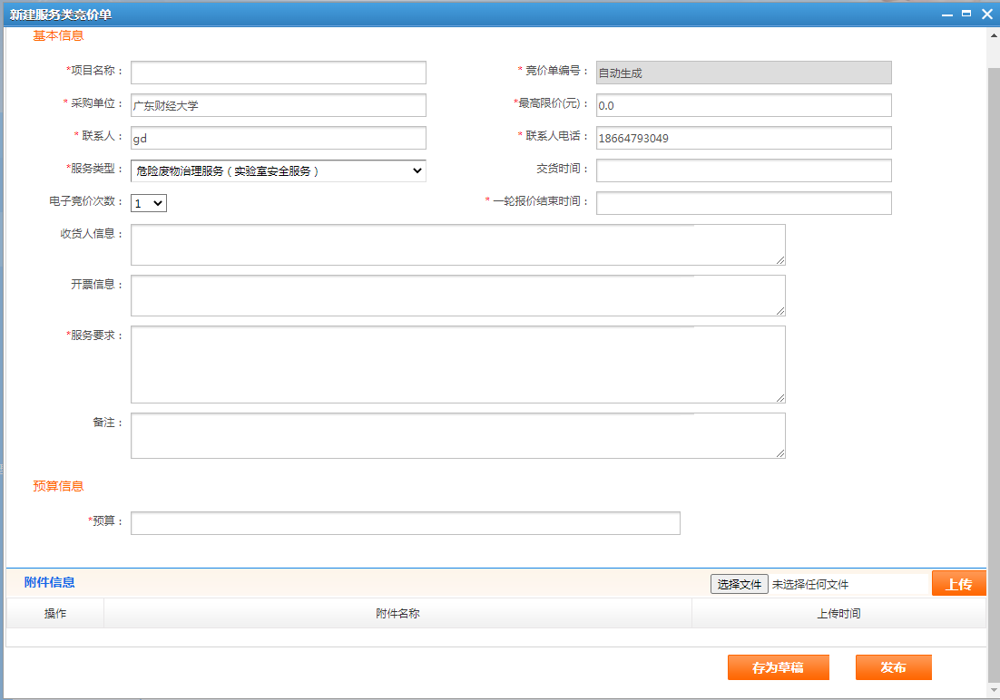 新建服务类竞价单
基本信息
*项目名称：
* 竞价单编号： 自动生成
* 采购单位： 广东财经大学
*最高限价(元)： 0.0
* 联系人： gd
* 联系人电话： 18664793049
*服务类型： 危险废物治理服务（实验室安全服务）
交货时间：
电子竞价次数： 1
* 一轮报价结束时间：
收货人信息：
开票信息：
*服务要求：
备注：
预算信息
*预算：
附件信息
选择文件 未选择任何文件
上传
操作 附件名称 上传时间
存为草稿 发布